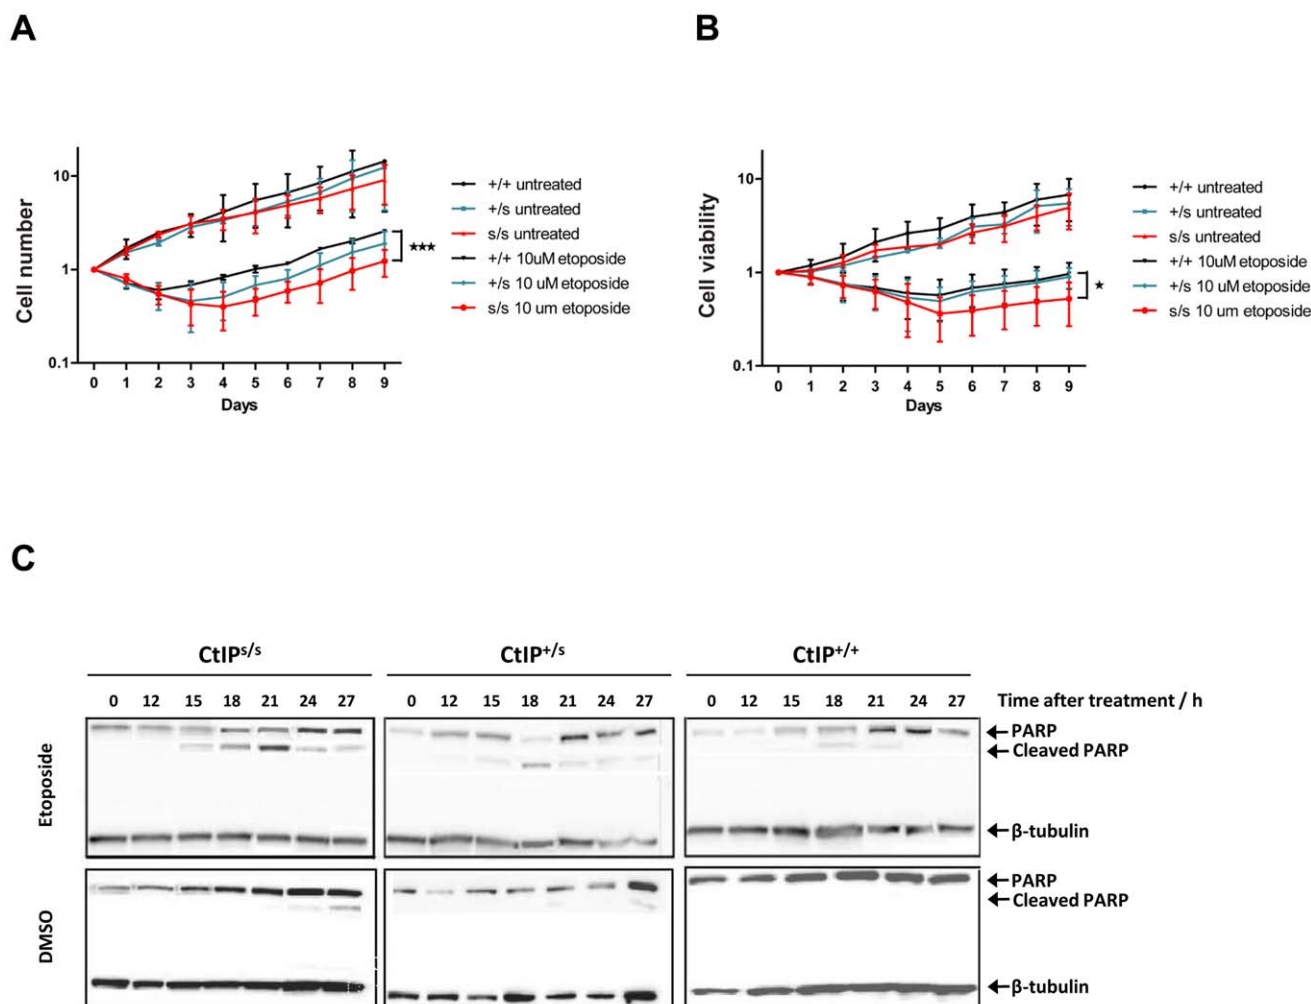 A
Cell number
10
1
0.1
0 1 2 3 4 5 6 7 8 9
Days
+/+ untreated
+/s untreated
s/s untreated
+/+ 10uM etoposide
+/s 10 uM etoposide
s/s 10 um etoposide
★★★
B
Cell viability
10
1
0.1
0 1 2 3 4 5 6 7 8 9
Days
+/+ untreated
+/s untreated
s/s untreated
+/+ 10uM etoposide
+/s 10 uM etoposide
s/s 10 um etoposide
★
C
CtIPs/s CtIP+/s CtIP+/+
0 12 15 18 21 24 27 0 12 15 18 21 24 27 0 12 15 18 21 24 27 Time after treatment / h
Etoposide
PARP
Cleaved PARP
β-tubulin
DMSO
PARP
Cleaved PARP
β-tubulin